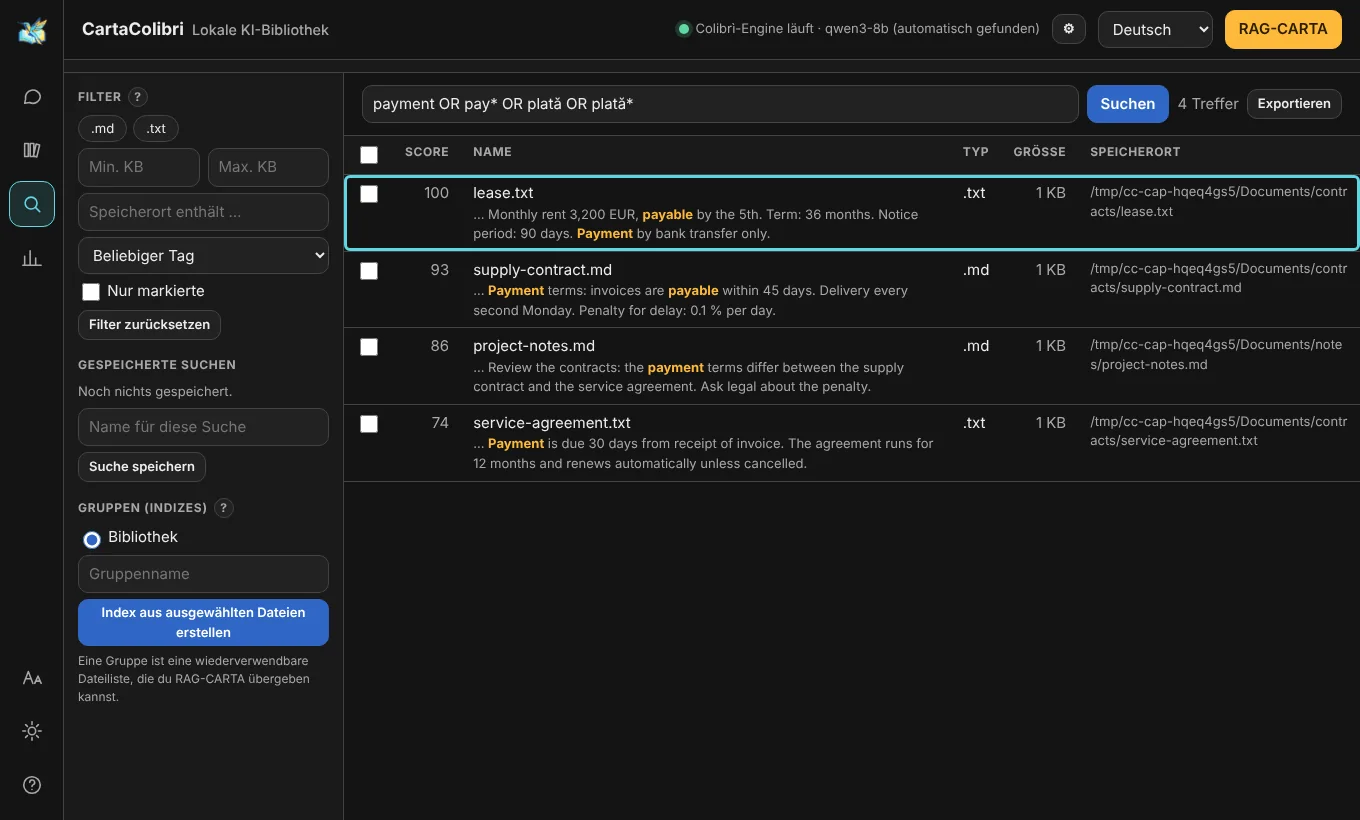 CartaColibri Lokale KI-Bibliothek
Colibrì-Engine läuft · qwen3-8b (automatisch gefunden)
Deutsch
RAG-CARTA
FILTER ?
.md .txt
Min. KB Max. KB
Speicherort enthält ...
Beliebiger Tag
Nur markierte
Filter zurücksetzen
GESPEICHERTE SUCHEN
Noch nichts gespeichert.
Name für diese Suche
Suche speichern
GRUPPEN (INDIZES) ?
Bibliothek
Gruppenname
Index aus ausgewählten Dateien
erstellen
Eine Gruppe ist eine wiederverwendbare
Dateiliste, die du RAG-CARTA übergeben
kannst.
payment OR pay* OR plată OR plată*
Suchen 4 Treffer Exportieren
SCORE NAME TYP GRÖSSE SPEICHERORT
100 lease.txt .txt 1 KB /tmp/cc-cap-hqeq4gs5/Documents/contr
acts/lease.txt
... Monthly rent 3,200 EUR, payable by the 5th. Term: 36 months. Notice
period: 90 days. Payment by bank transfer only.
93 supply-contract.md .md 1 KB /tmp/cc-cap-hqeq4gs5/Documents/contr
acts/supply-contract.md
... Payment terms: invoices are payable within 45 days. Delivery every
second Monday. Penalty for delay: 0.1 % per day.
86 project-notes.md .md 1 KB /tmp/cc-cap-hqeq4gs5/Documents/note
s/project-notes.md
... Review the contracts: the payment terms differ between the supply
contract and the service agreement. Ask legal about the penalty.
74 service-agreement.txt .txt 1 KB /tmp/cc-cap-hqeq4gs5/Documents/contr
acts/service-agreement.txt
... Payment is due 30 days from receipt of invoice. The agreement runs for
12 months and renews automatically unless cancelled.
AA
?